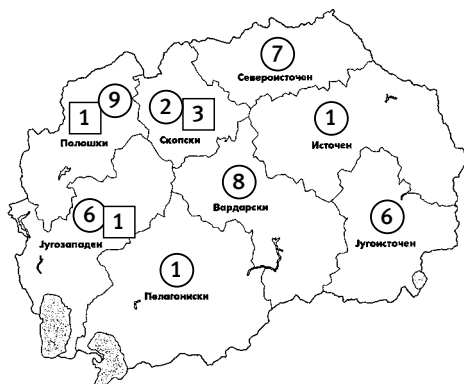 7
Североисточен
1 9
Полошки
2 3
Скопски
1
Источен
8
Вардарски
6 1
Југозападен
6
Југоисточен
1
Пелагониски